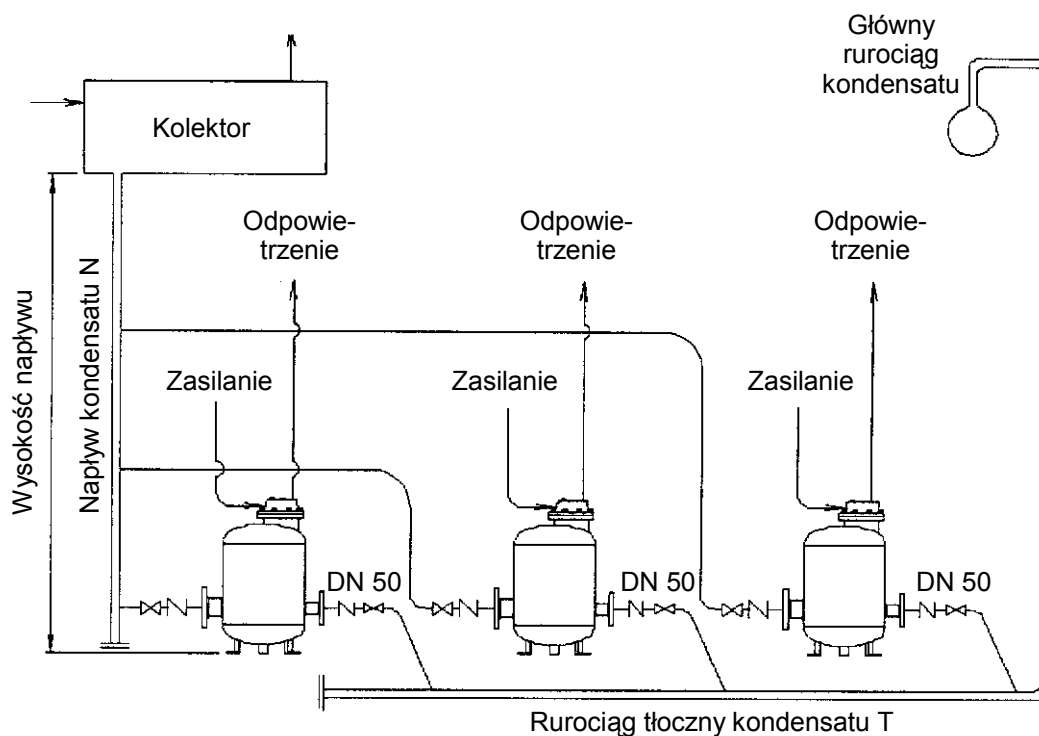 Główny
rurociąg
kondensatu
Kolektor
Odpowie-
trzenie
Odpowie-
trzenie
Odpowie-
trzenie
Wysokość napływu
Napływ kondensatu N
Zasilanie
Zasilanie
Zasilanie
DN 50
DN 50
DN 50
Rurociąg tłoczny kondensatu T